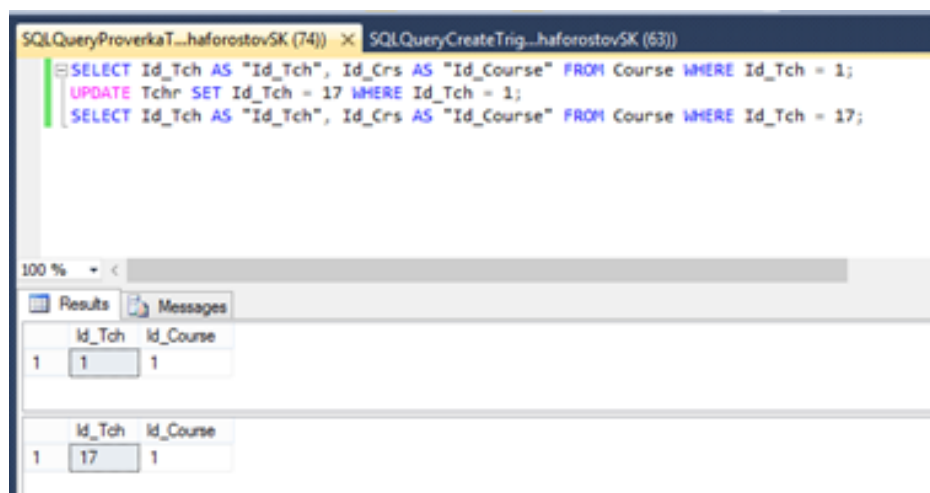 SQLQueryProverkaT...haforostovSK (74)) × SQLQueryCreateTrig...haforostovSK (63))
SELECT Id_Tch AS "Id_Tch", Id_Crs AS "Id_Course" FROM Course WHERE Id_Tch = 1;
UPDATE Tchr SET Id_Tch = 17 WHERE Id_Tch = 1;
SELECT Id_Tch AS "Id_Tch", Id_Crs AS "Id_Course" FROM Course WHERE Id_Tch = 17;
100 %
Results Messages
Id_Tch Id_Course
1 1 1
Id_Tch Id_Course
1 17 1